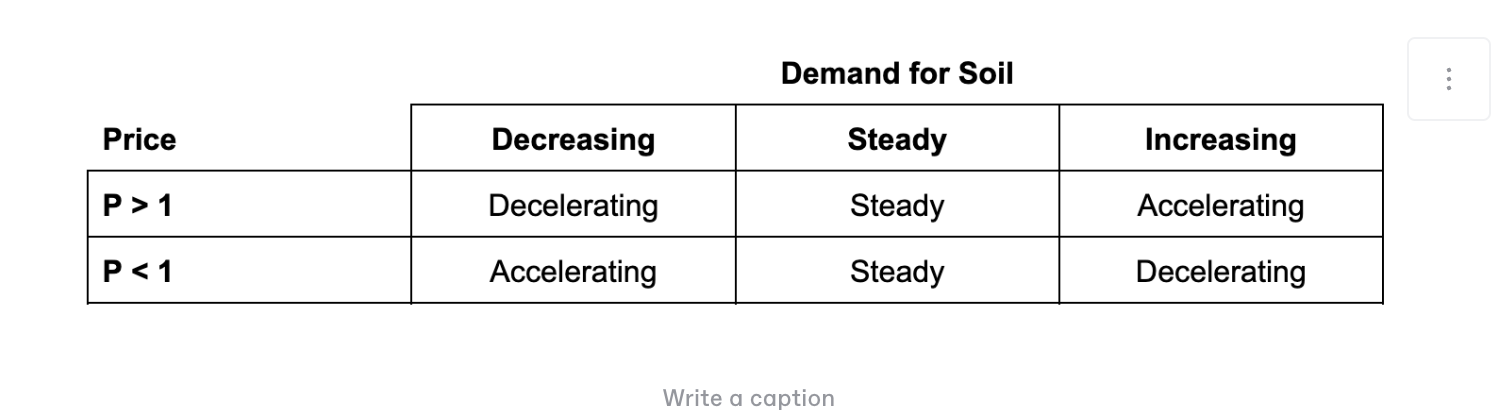 Demand for Soil
Price Decreasing Steady Increasing
P > 1 Decelerating Steady Accelerating
P < 1 Accelerating Steady Decelerating
Write a caption